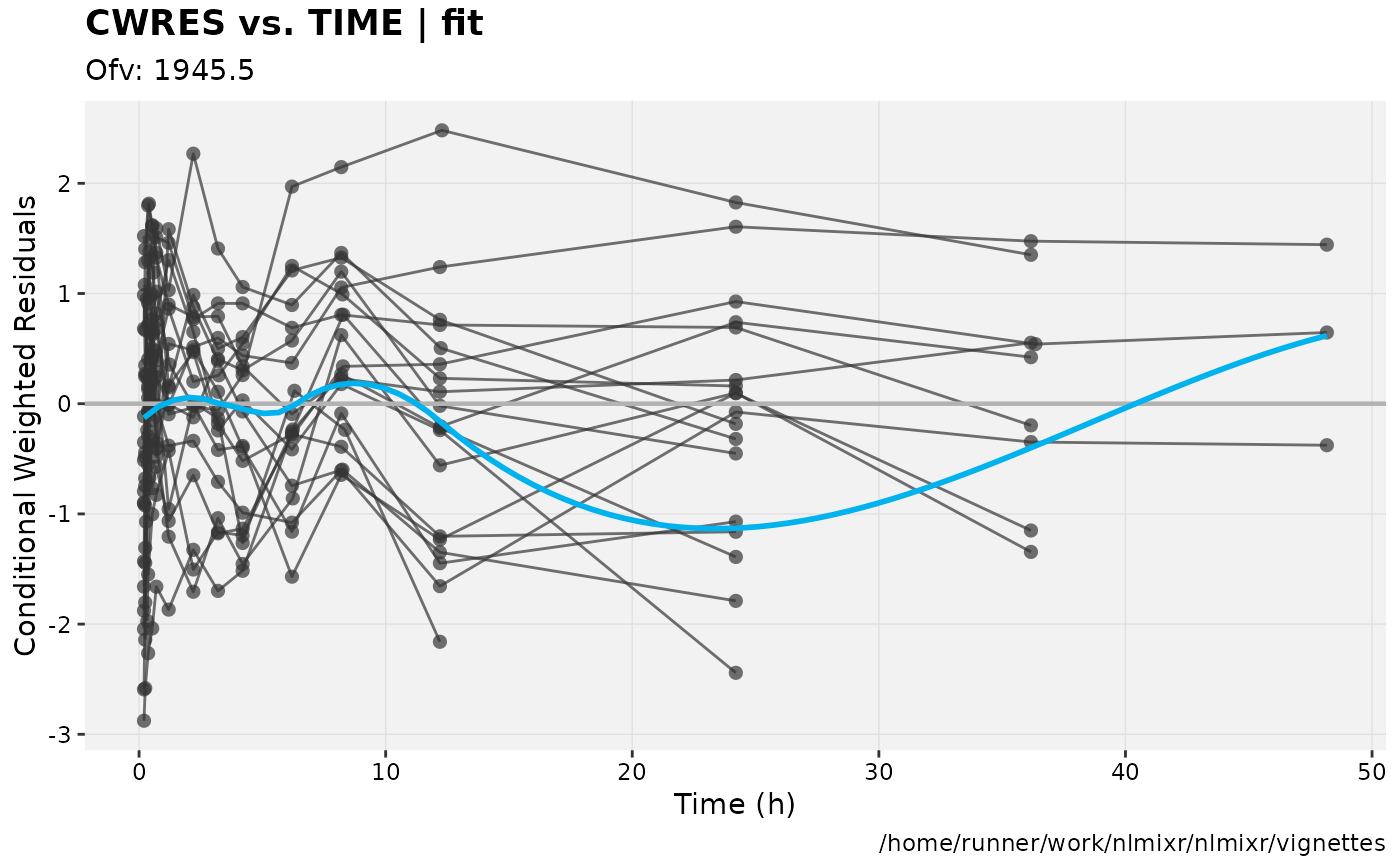 CWRES vs. TIME | fit
Ofv: 1945.5
Conditional Weighted Residuals
2
1
0
-1
-2
-3
0 10 20 30 40 50
Time (h)
/home/runner/work/nlmixr/nlmixr/vignettes